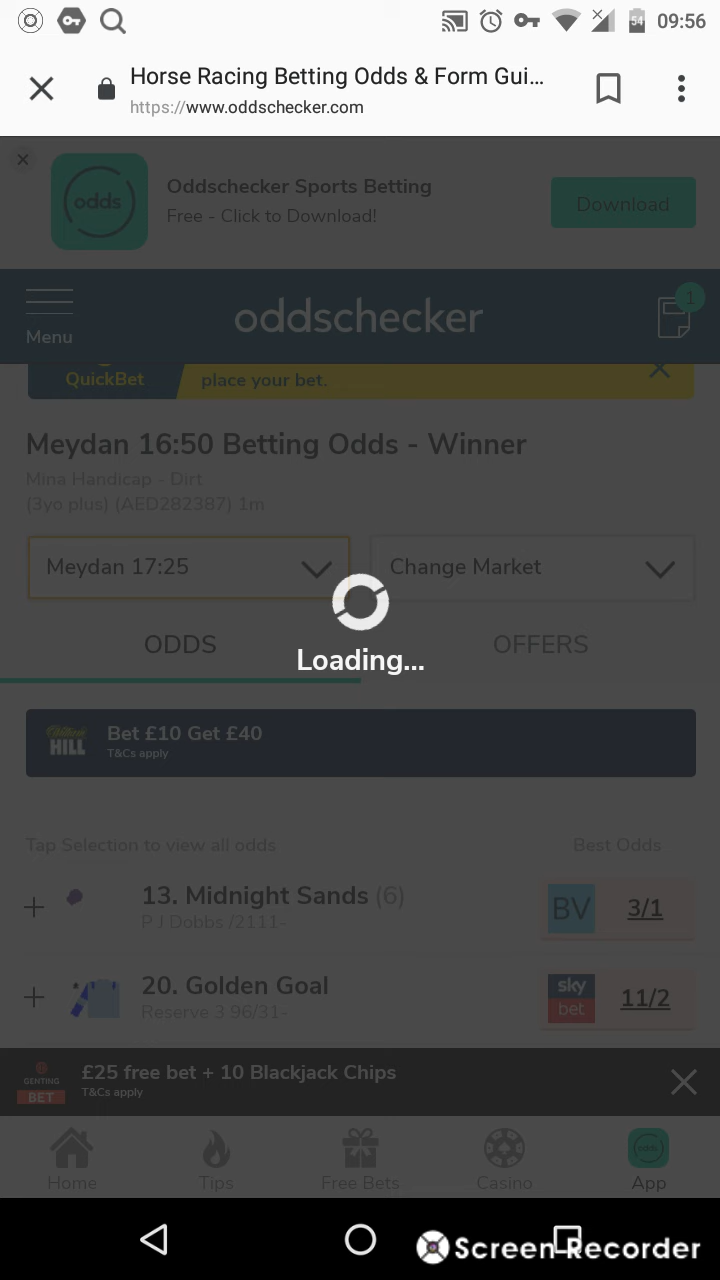 54 09:56
Horse Racing Betting Odds & Form Gui...
https://www.oddschecker.com
odds
Oddschecker Sports Betting
Free - Click to Download!
Download
Menu
oddschecker
1
QuickBet
place your bet.
Meydan 16:50 Betting Odds - Winner
Mina Handicap - Dirt
(3yo plus) (AED282387) 1m
Meydan 17:25
Change Market
Loading...
ODDS
OFFERS
HILL
Bet £10 Get £40
T&Cs apply
Tap Selection to view all odds
Best Odds
13. Midnight Sands (6)
P J Dobbs /2111-
BV
3/1
20. Golden Goal
Reserve 3 96/31-
sky
bet
11/2
GENTING
BET
£25 free bet + 10 Blackjack Chips
T&Cs apply
Home
Tips
Free Bets
Casino
odds
App
Screen Recorder